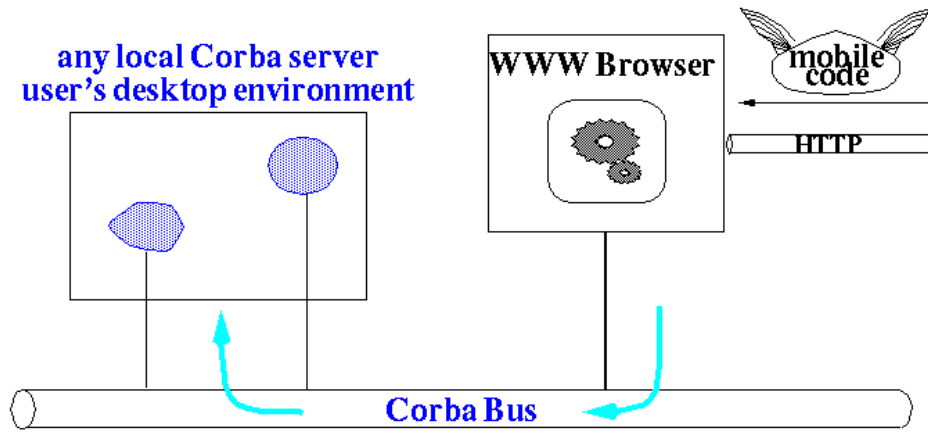 any local Corba server
user's desktop environment
WWW Browser
mobile
code
HTTP
Corba Bus